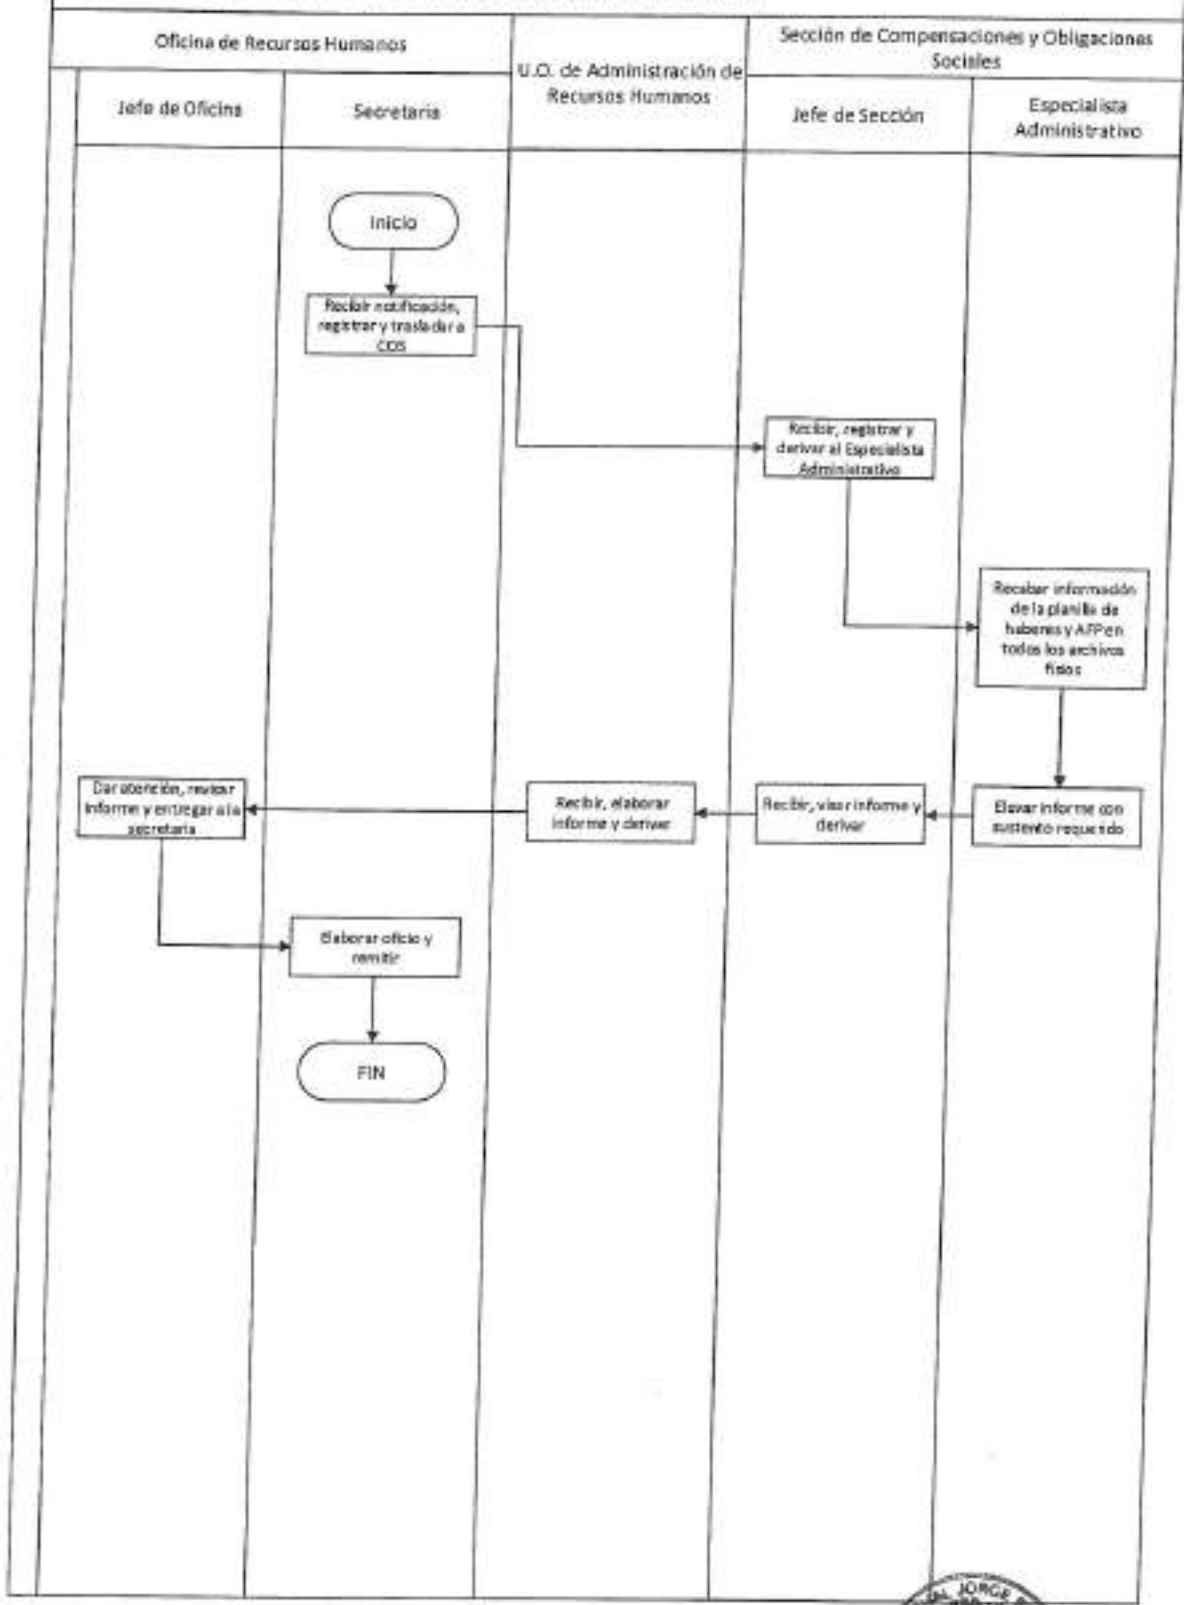 Oficina de Recursos Humanos
U.O. de Administración de
Recursos Humanos
Sección de Compensaciones y Obligaciones
Sociales
Jefe de Oficina
Secretaria
Jefe de Sección
Especialista
Administrativo
Inicio
Recibir notificación,
registrar y trasladar a
COS
Recibir, registrar y
derivar al Especialista
Administrativo
Recabar información
de la planilla de
haberes y AFP en
todos los archivos
Dar atención, revisar
informe y entregar a la
secretaria
Recibir, elaborar
informe y derivar
Recibir, visar informe y
derivar
Elevar informe con
sustento requerido
Elaborar oficio y
remitir
FIN
JORGE